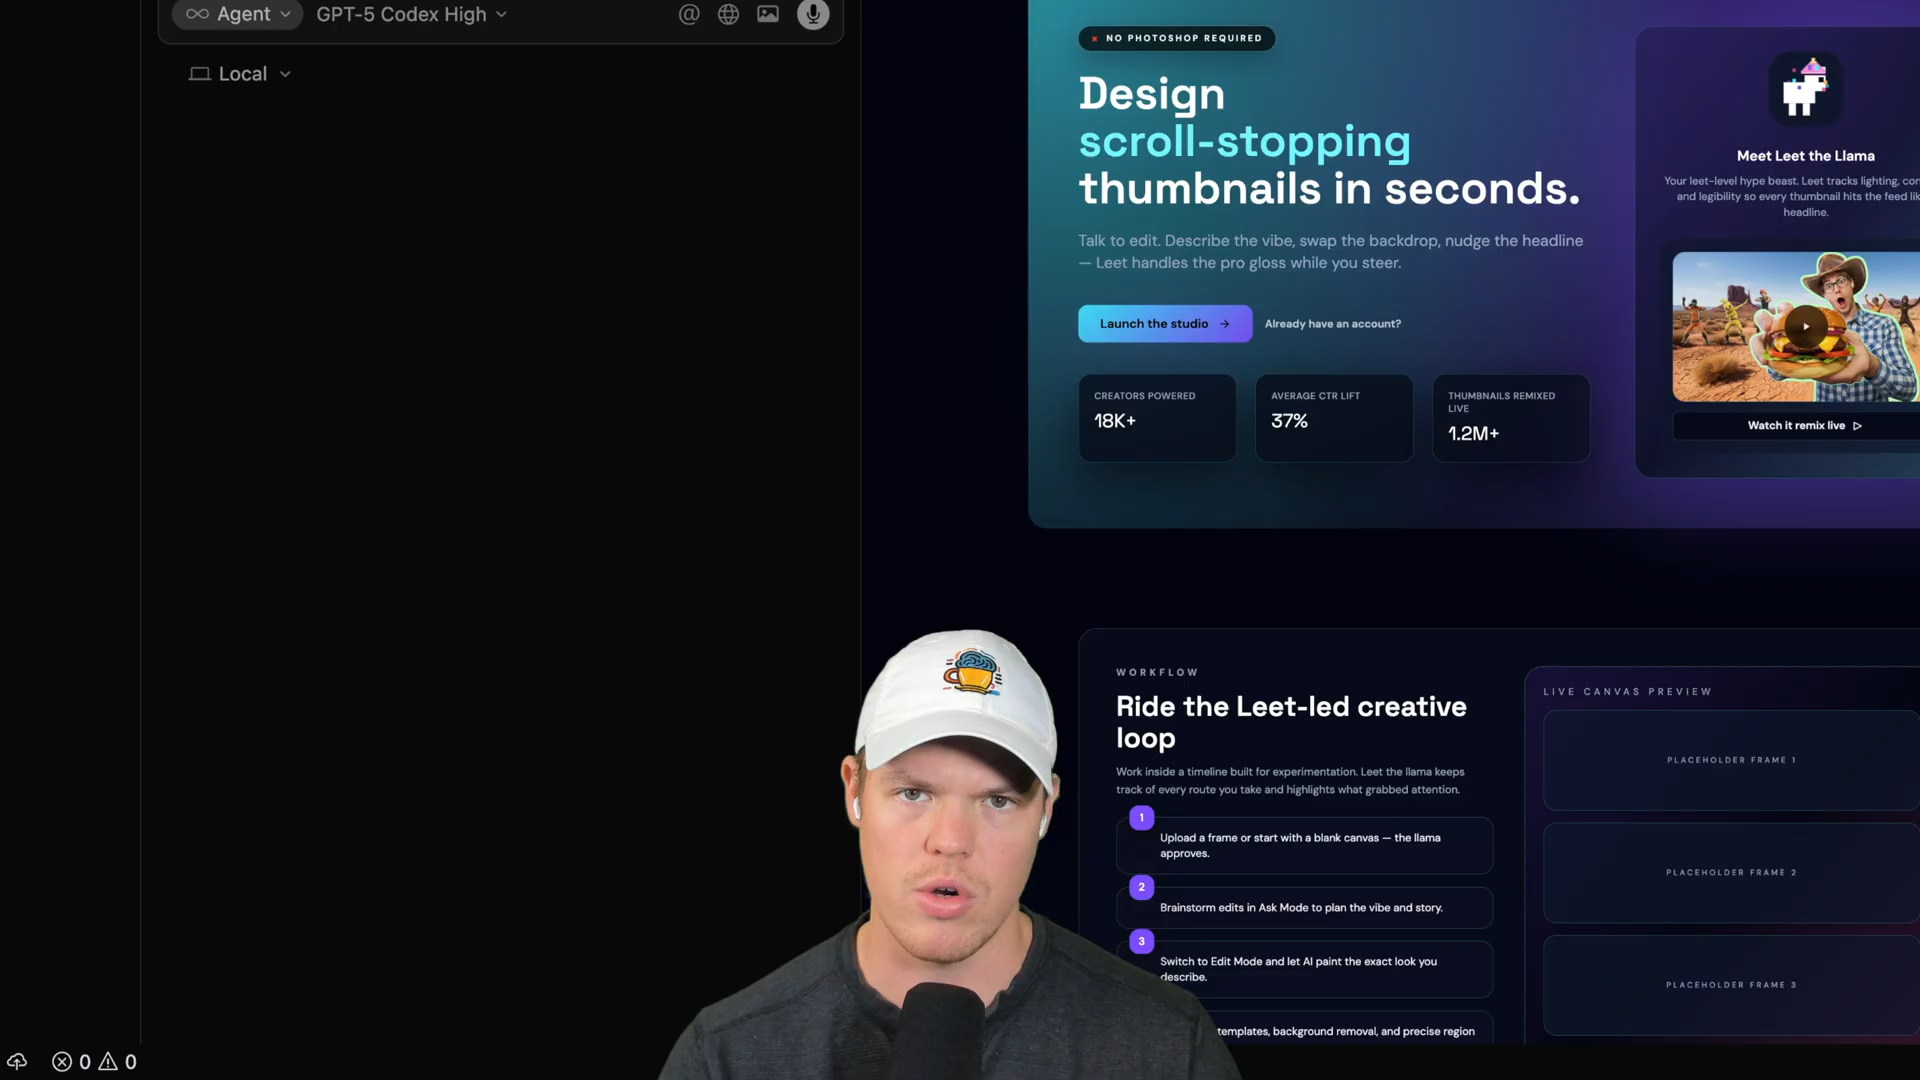 Agent
GPT-5 Codex High
Local
0 0
NO PHOTOSHOP REQUIRED
Design
scroll-stopping
thumbnails in seconds.
Talk to edit. Describe the vibe, swap the backdrop, nudge the headline
— Leet handles the pro gloss while you steer.
Launch the studio →
Already have an account?
CREATORS POWERED
18K+
AVERAGE CTR LIFT
37%
THUMBNAILS REMIXED
LIVE
1.2M+
Meet Leet the Llama
Your leet-level hype beast. Leet tracks lighting,
and legibility so every thumbnail hits the feed
headline.
Watch it remix live
WORKFLOW
Ride the Leet-led creative
loop
Work inside a timeline built for experimentation. Leet the llama keeps
track of every route you take and highlights what grabbed attention.
1
Upload a frame or start with a blank canvas — the llama
approves.
2
Brainstorm edits in Ask Mode to plan the vibe and story.
3
Switch to Edit Mode and let AI paint the exact look you
describe.
templates, background removal, and precise region
LIVE CANVAS PREVIEW
PLACEHOLDER FRAME 1
PLACEHOLDER FRAME 2
PLACEHOLDER FRAME 3